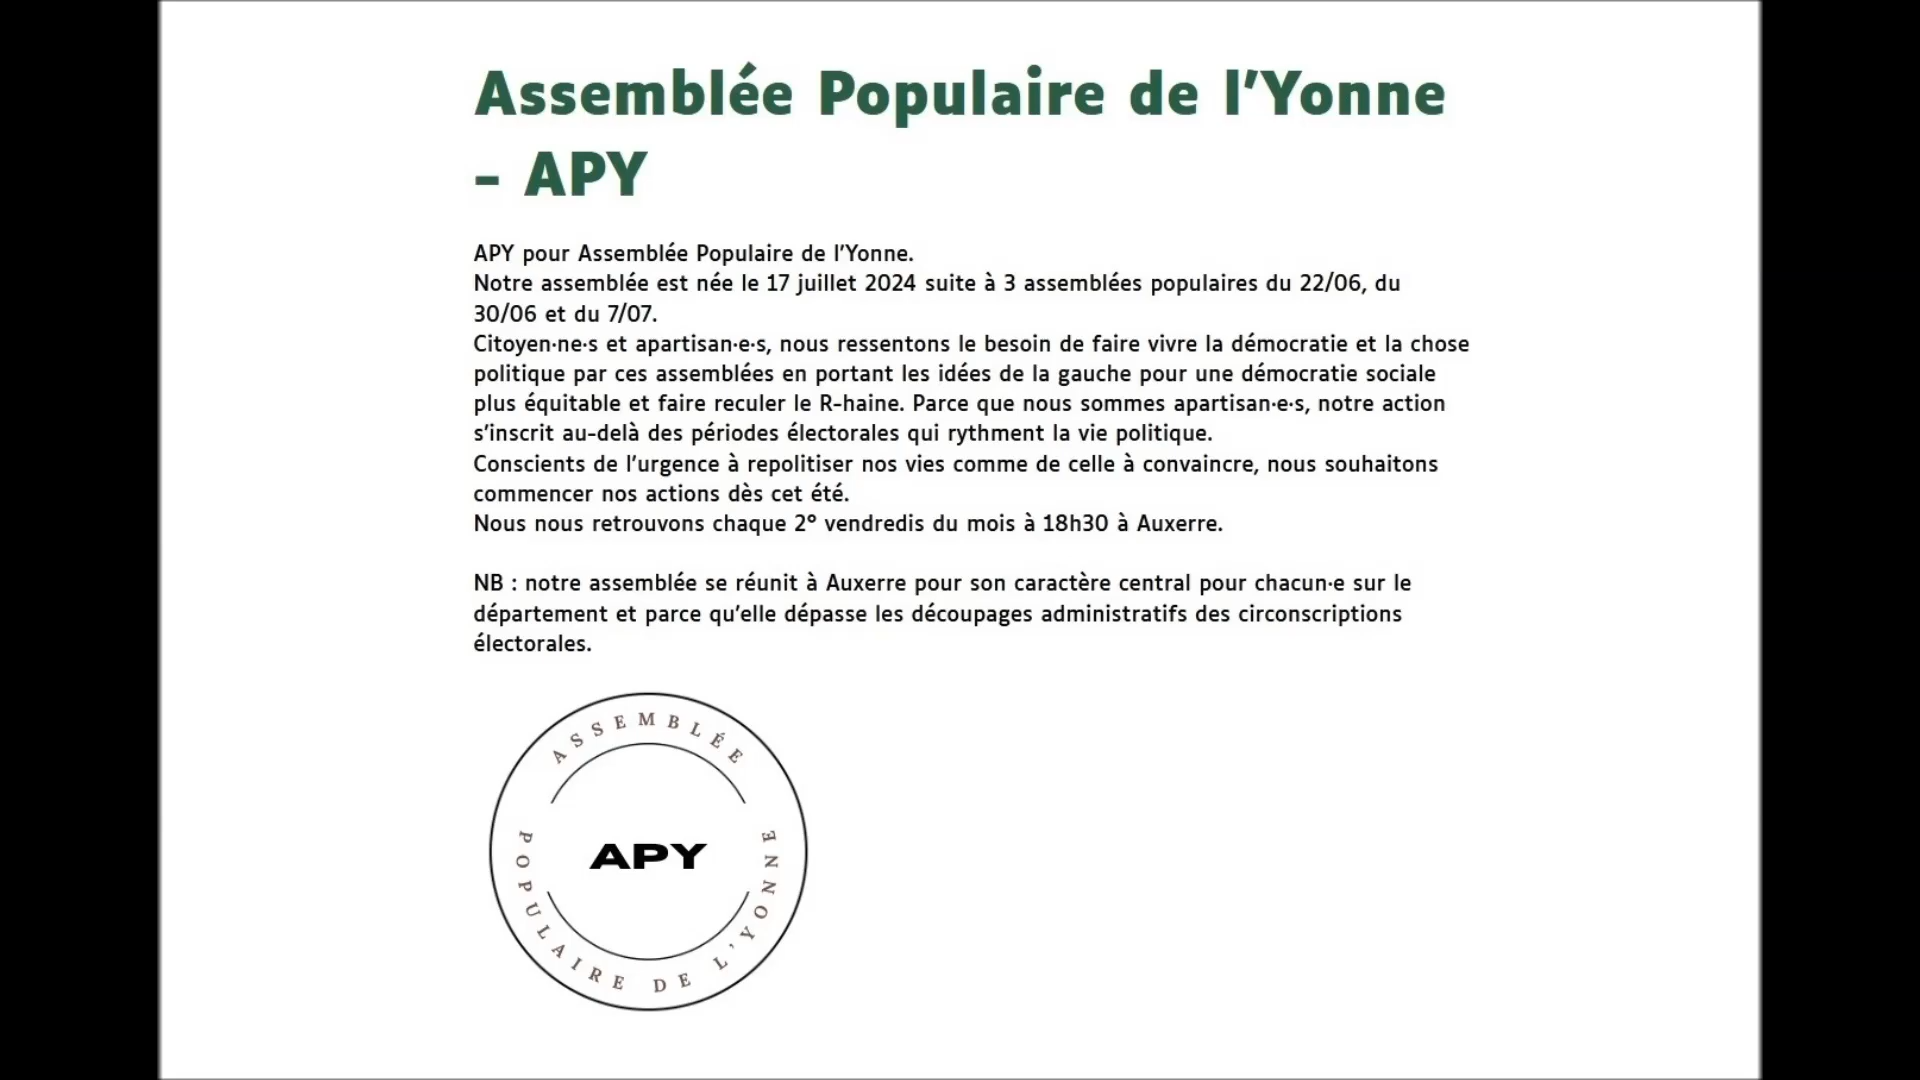 Assemblée Populaire de l'Yonne
- APY
APY pour Assemblée Populaire de l'Yonne.
Notre assemblée est née le 17 juillet 2024 suite à 3 assemblées populaires du 22/06, du
30/06 et du 7/07.
Citoyen·ne·s et apartisan·e·s, nous ressentons le besoin de faire vivre la démocratie et la chose
politique par ces assemblées en portant les idées de la gauche pour une démocratie sociale
plus équitable et faire reculer le R-haine. Parce que nous sommes apartisan·e·s, notre action
s'inscrit au-delà des périodes électorales qui rythment la vie politique.
Conscients de l'urgence à repolitiser nos vies comme de celle à convaincre, nous souhaitons
commencer nos actions dès cet été.
Nous nous retrouvons chaque 2° vendredis du mois à 18h30 à Auxerre.
NB : notre assemblée se réunit à Auxerre pour son caractère central pour chacun·e sur le
département et parce qu'elle dépasse les découpages administratifs des circonscriptions
électorales.
ASSEMBLÉE
APY
POPULAIRE DE L'YONNE